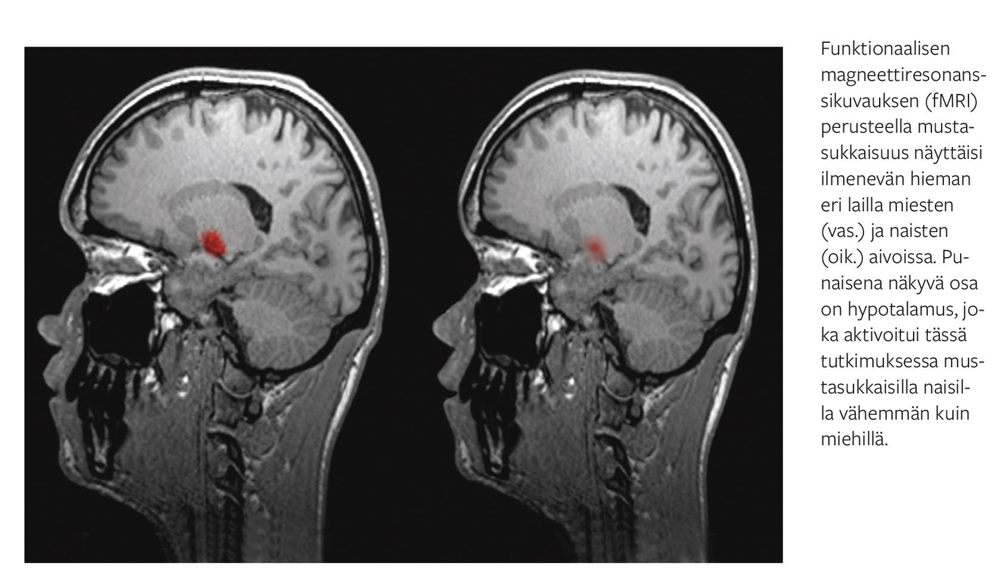 Funktionaalisen
magneettiresonans-
sikuvauksen (fMRI)
perusteella musta-
sukkaisuus näyttäisi
ilmenevän hieman
eri lailla miesten
(vas.) ja naisten
(oik.) aivoissa. Pu-
naisena näkyvä osa
on hypotalamus, jo-
ka aktivoitui tässä
tutkimuksessa mus-
tasukkaisilla naisil-
la vähemmän kuin
miehillä.